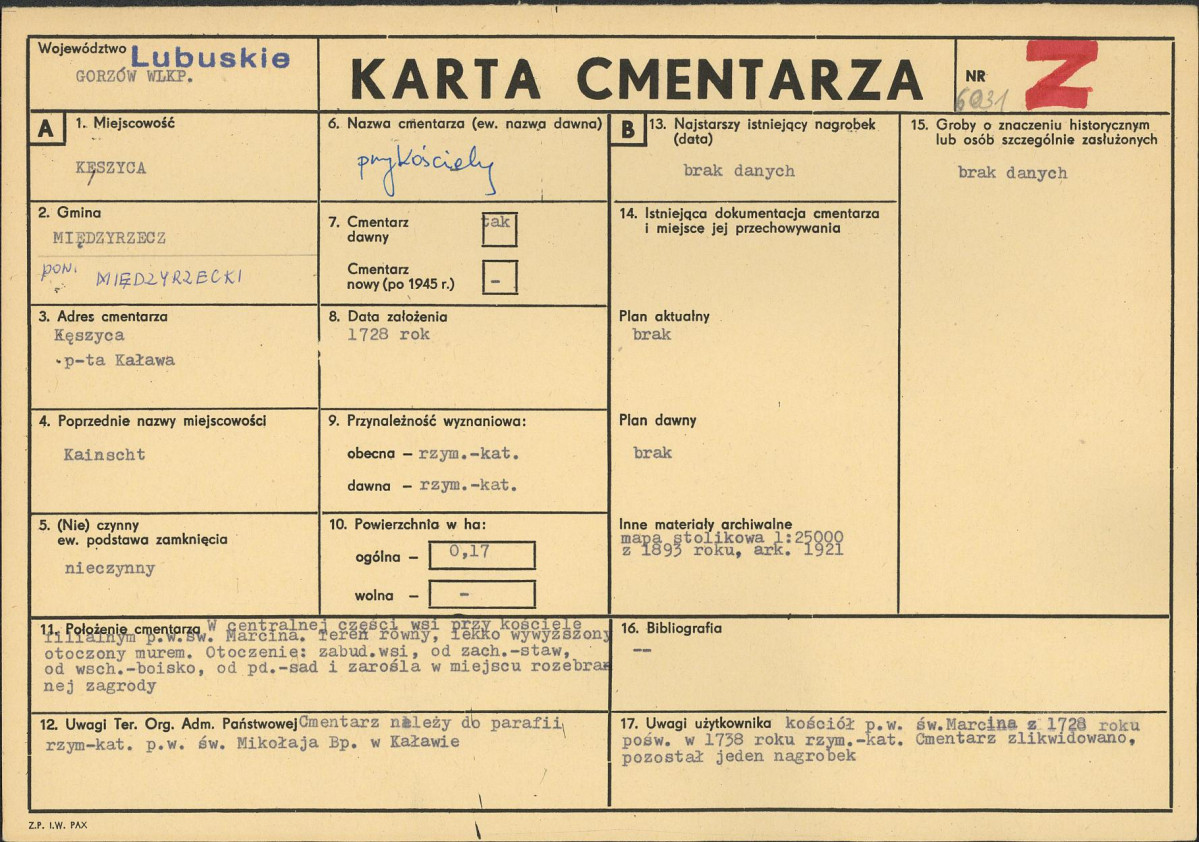 Województwo Lubuskie
GORZÓW WLKP.
KARTA CMENTARZA
NR 6031
Z
A
1. Miejscowość
KĘSZYCA
2. Gmina
MIĘDZYRZECZ
pow. MIĘDZYRZECKI
3. Adres cmentarza
Kęszyca
p-ta Kaława
4. Poprzednie nazwy miejscowości
Kainscht
5. (Nie) czynny
ew. podstawa zamknięcia
nieczynny
6. Nazwa cmentarza (ew. nazwa dawna)
przykościelny
7. Cmentarz
dawny
tak
Cmentarz
nowy (po 1945 r.)
–
8. Data założenia
1728 rok
9. Przynależność wyznaniowa:
obecna – rzym.-kat.
dawna – rzym.-kat.
10. Powierzchnia w ha:
ogólna – 0,17
wolna – –
B
13. Najstarszy istniejący nagrobek
(data)
brak danych
14. Istniejąca dokumentacja cmentarza
i miejsce jej przechowywania
Plan aktualny
brak
Plan dawny
brak
Inne materiały archiwalne
mapa stolikowa 1:25000
z 1893 roku, ark. 1921
15. Groby o znaczeniu historycznym
lub osób szczególnie zasłużonych
brak danych
11. Położenie cmentarza W centralnej części wsi przy kościele
filialnym p.w.św. Marcina. Teren równy, lekko wywyższony
otoczony murem. Otoczenie: zabud.wsi, od zach.-staw,
od wsch.-boisko, od pd.-sad i zarośla w miejscu rozebra-
nej zagrody
12. Uwagi Ter. Org. Adm. Państwowej Cmentarz należy do parafii
rzym-kat. p.w. św. Mikołaja Bp. w Kaławie
16. Bibliografia
--
17. Uwagi użytkownika kościół p.w. św.Marcina z 1728 roku
pośw. w 1738 roku rzym.-kat. Cmentarz zlikwidowano,
pozostał jeden nagrobek
Z.P. I.W. PAX